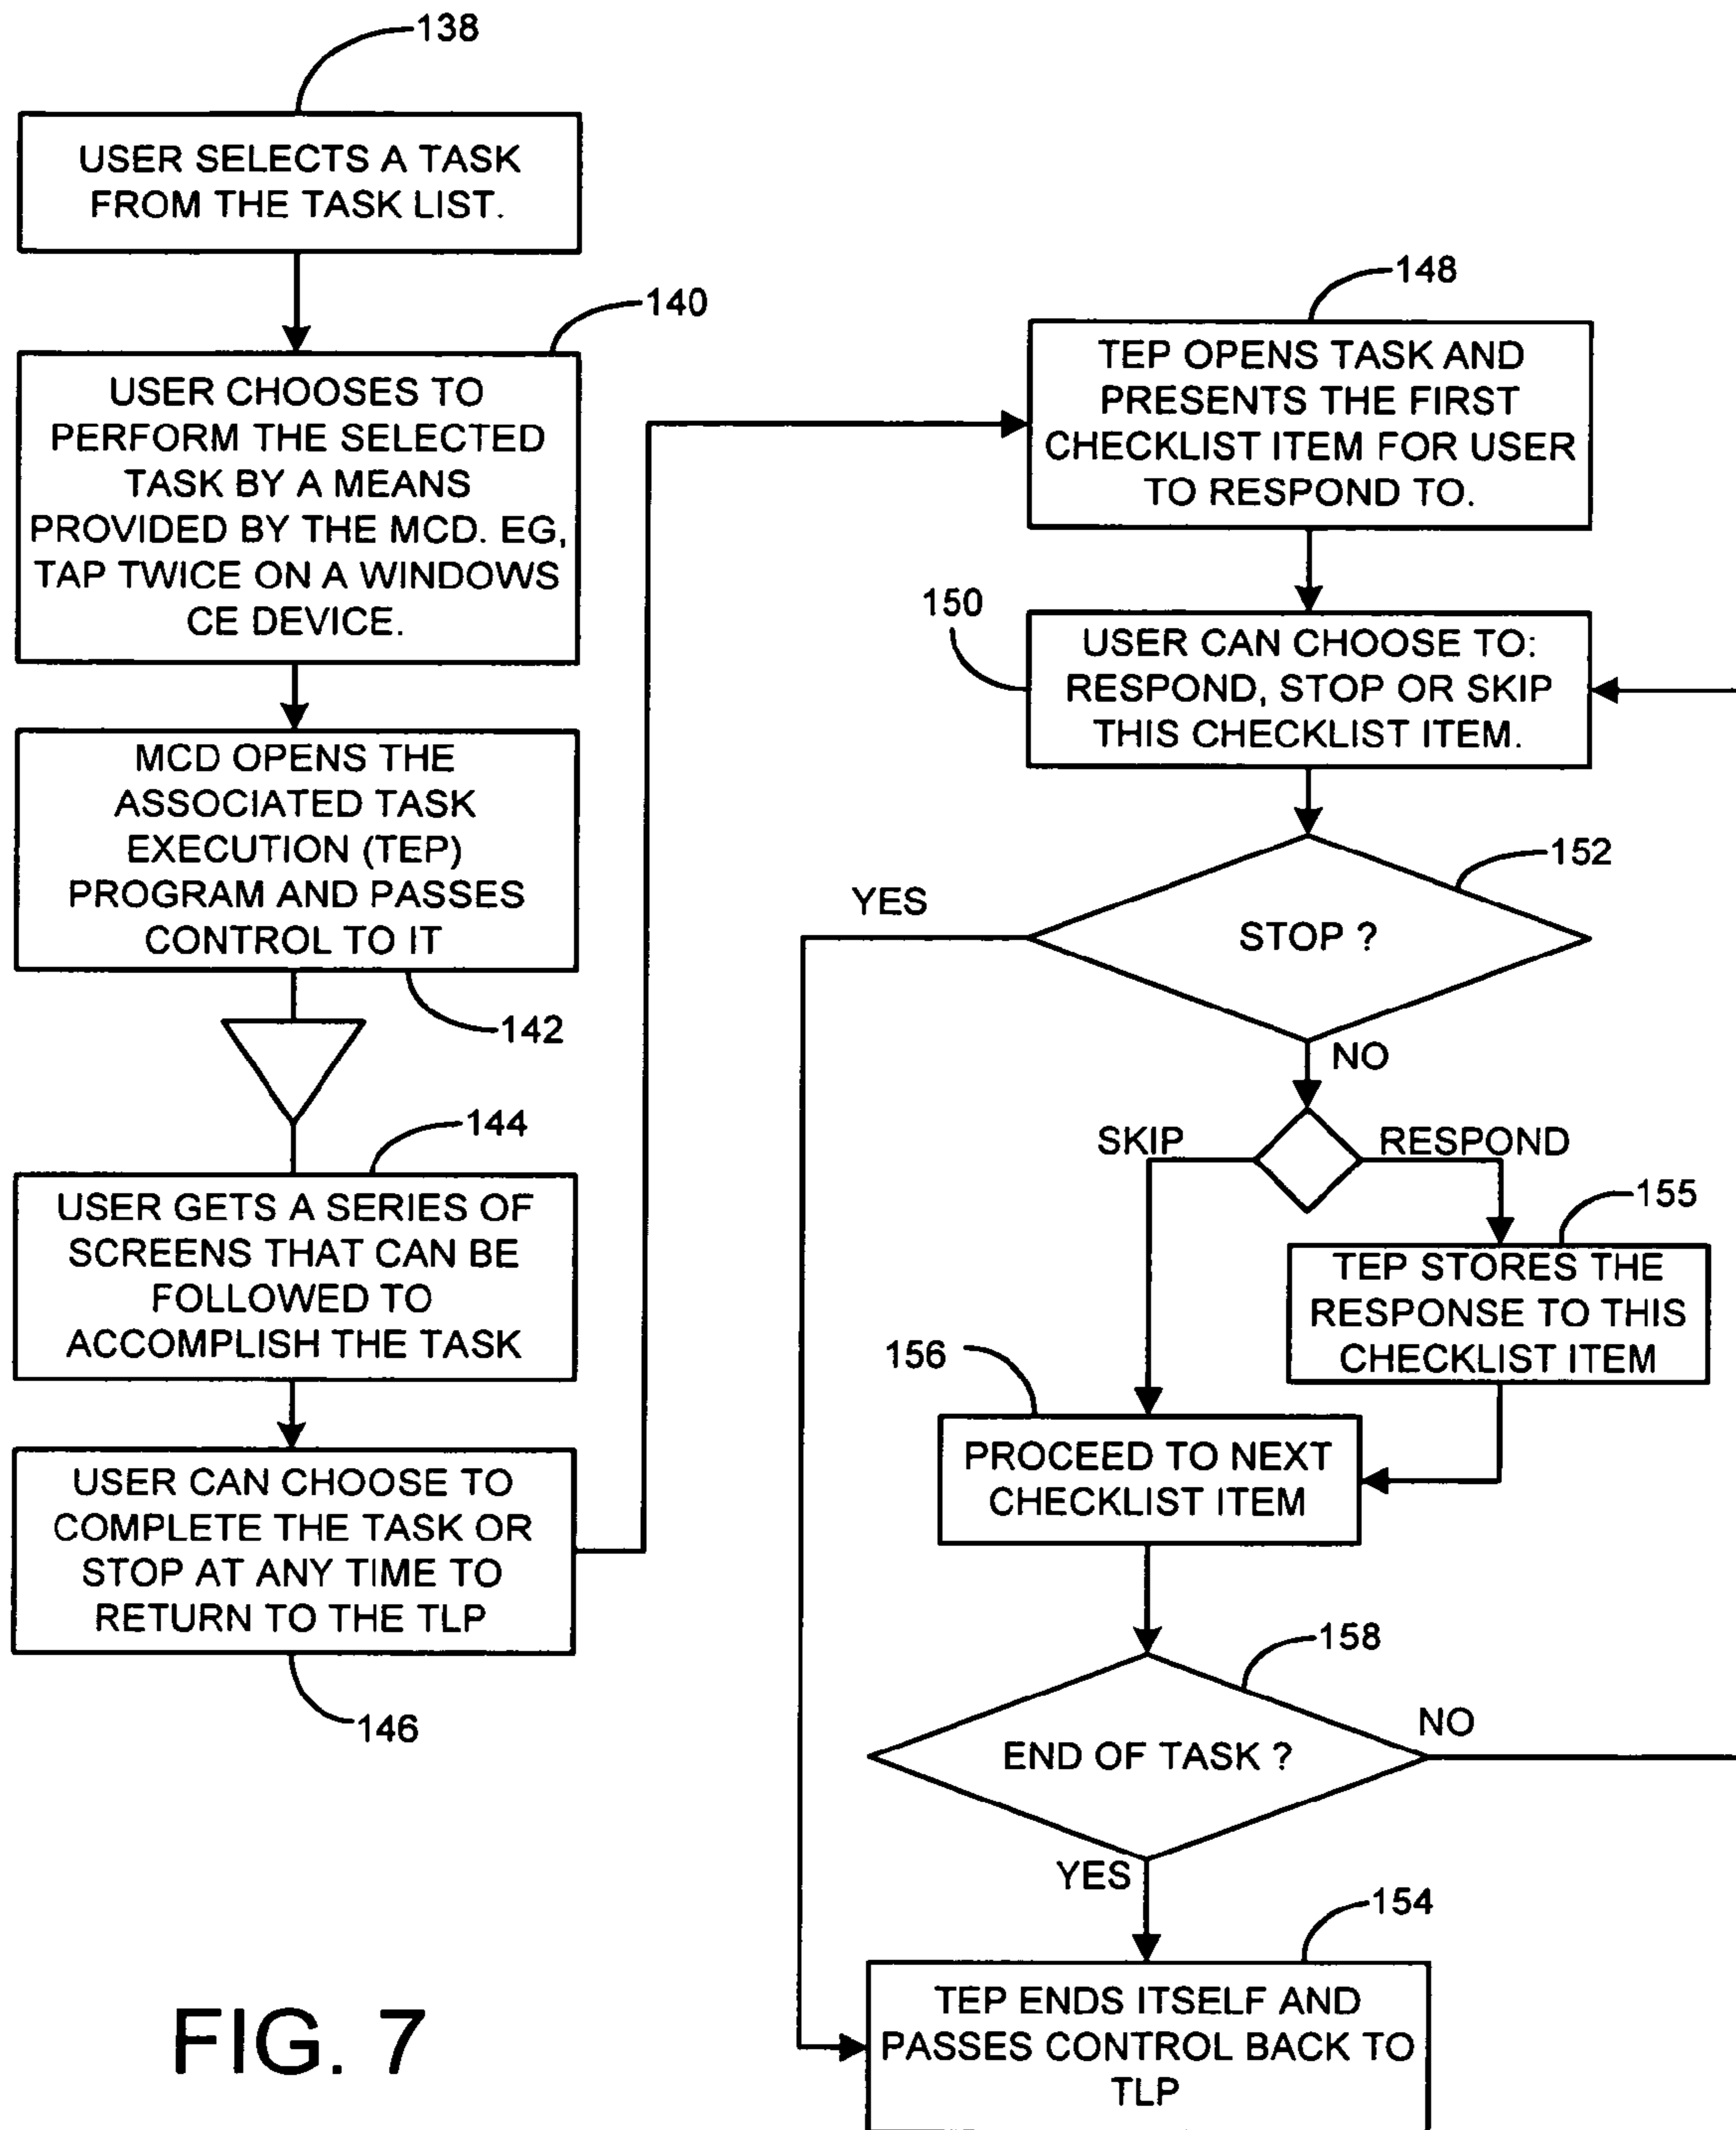 138
USER SELECTS A TASK
FROM THE TASK LIST.
140
USER CHOOSES TO
PERFORM THE SELECTED
TASK BY A MEANS
PROVIDED BY THE MCD. EG,
TAP TWICE ON A WINDOWS
CE DEVICE.
MCD OPENS THE
ASSOCIATED TASK
EXECUTION (TEP)
PROGRAM AND PASSES
CONTROL TO IT
142
144
USER GETS A SERIES OF
SCREENS THAT CAN BE
FOLLOWED TO
ACCOMPLISH THE TASK
USER CAN CHOOSE TO
COMPLETE THE TASK OR
STOP AT ANY TIME TO
RETURN TO THE TLP
146
148
TEP OPENS TASK AND
PRESENTS THE FIRST
CHECKLIST ITEM FOR USER
TO RESPOND TO.
150
USER CAN CHOOSE TO:
RESPOND, STOP OR SKIP
THIS CHECKLIST ITEM.
152
YES
STOP ?
NO
SKIP
RESPOND
155
TEP STORES THE
RESPONSE TO THIS
CHECKLIST ITEM
156
PROCEED TO NEXT
CHECKLIST ITEM
158
NO
END OF TASK ?
YES
154
TEP ENDS ITSELF AND
PASSES CONTROL BACK TO
TLP
FIG. 7